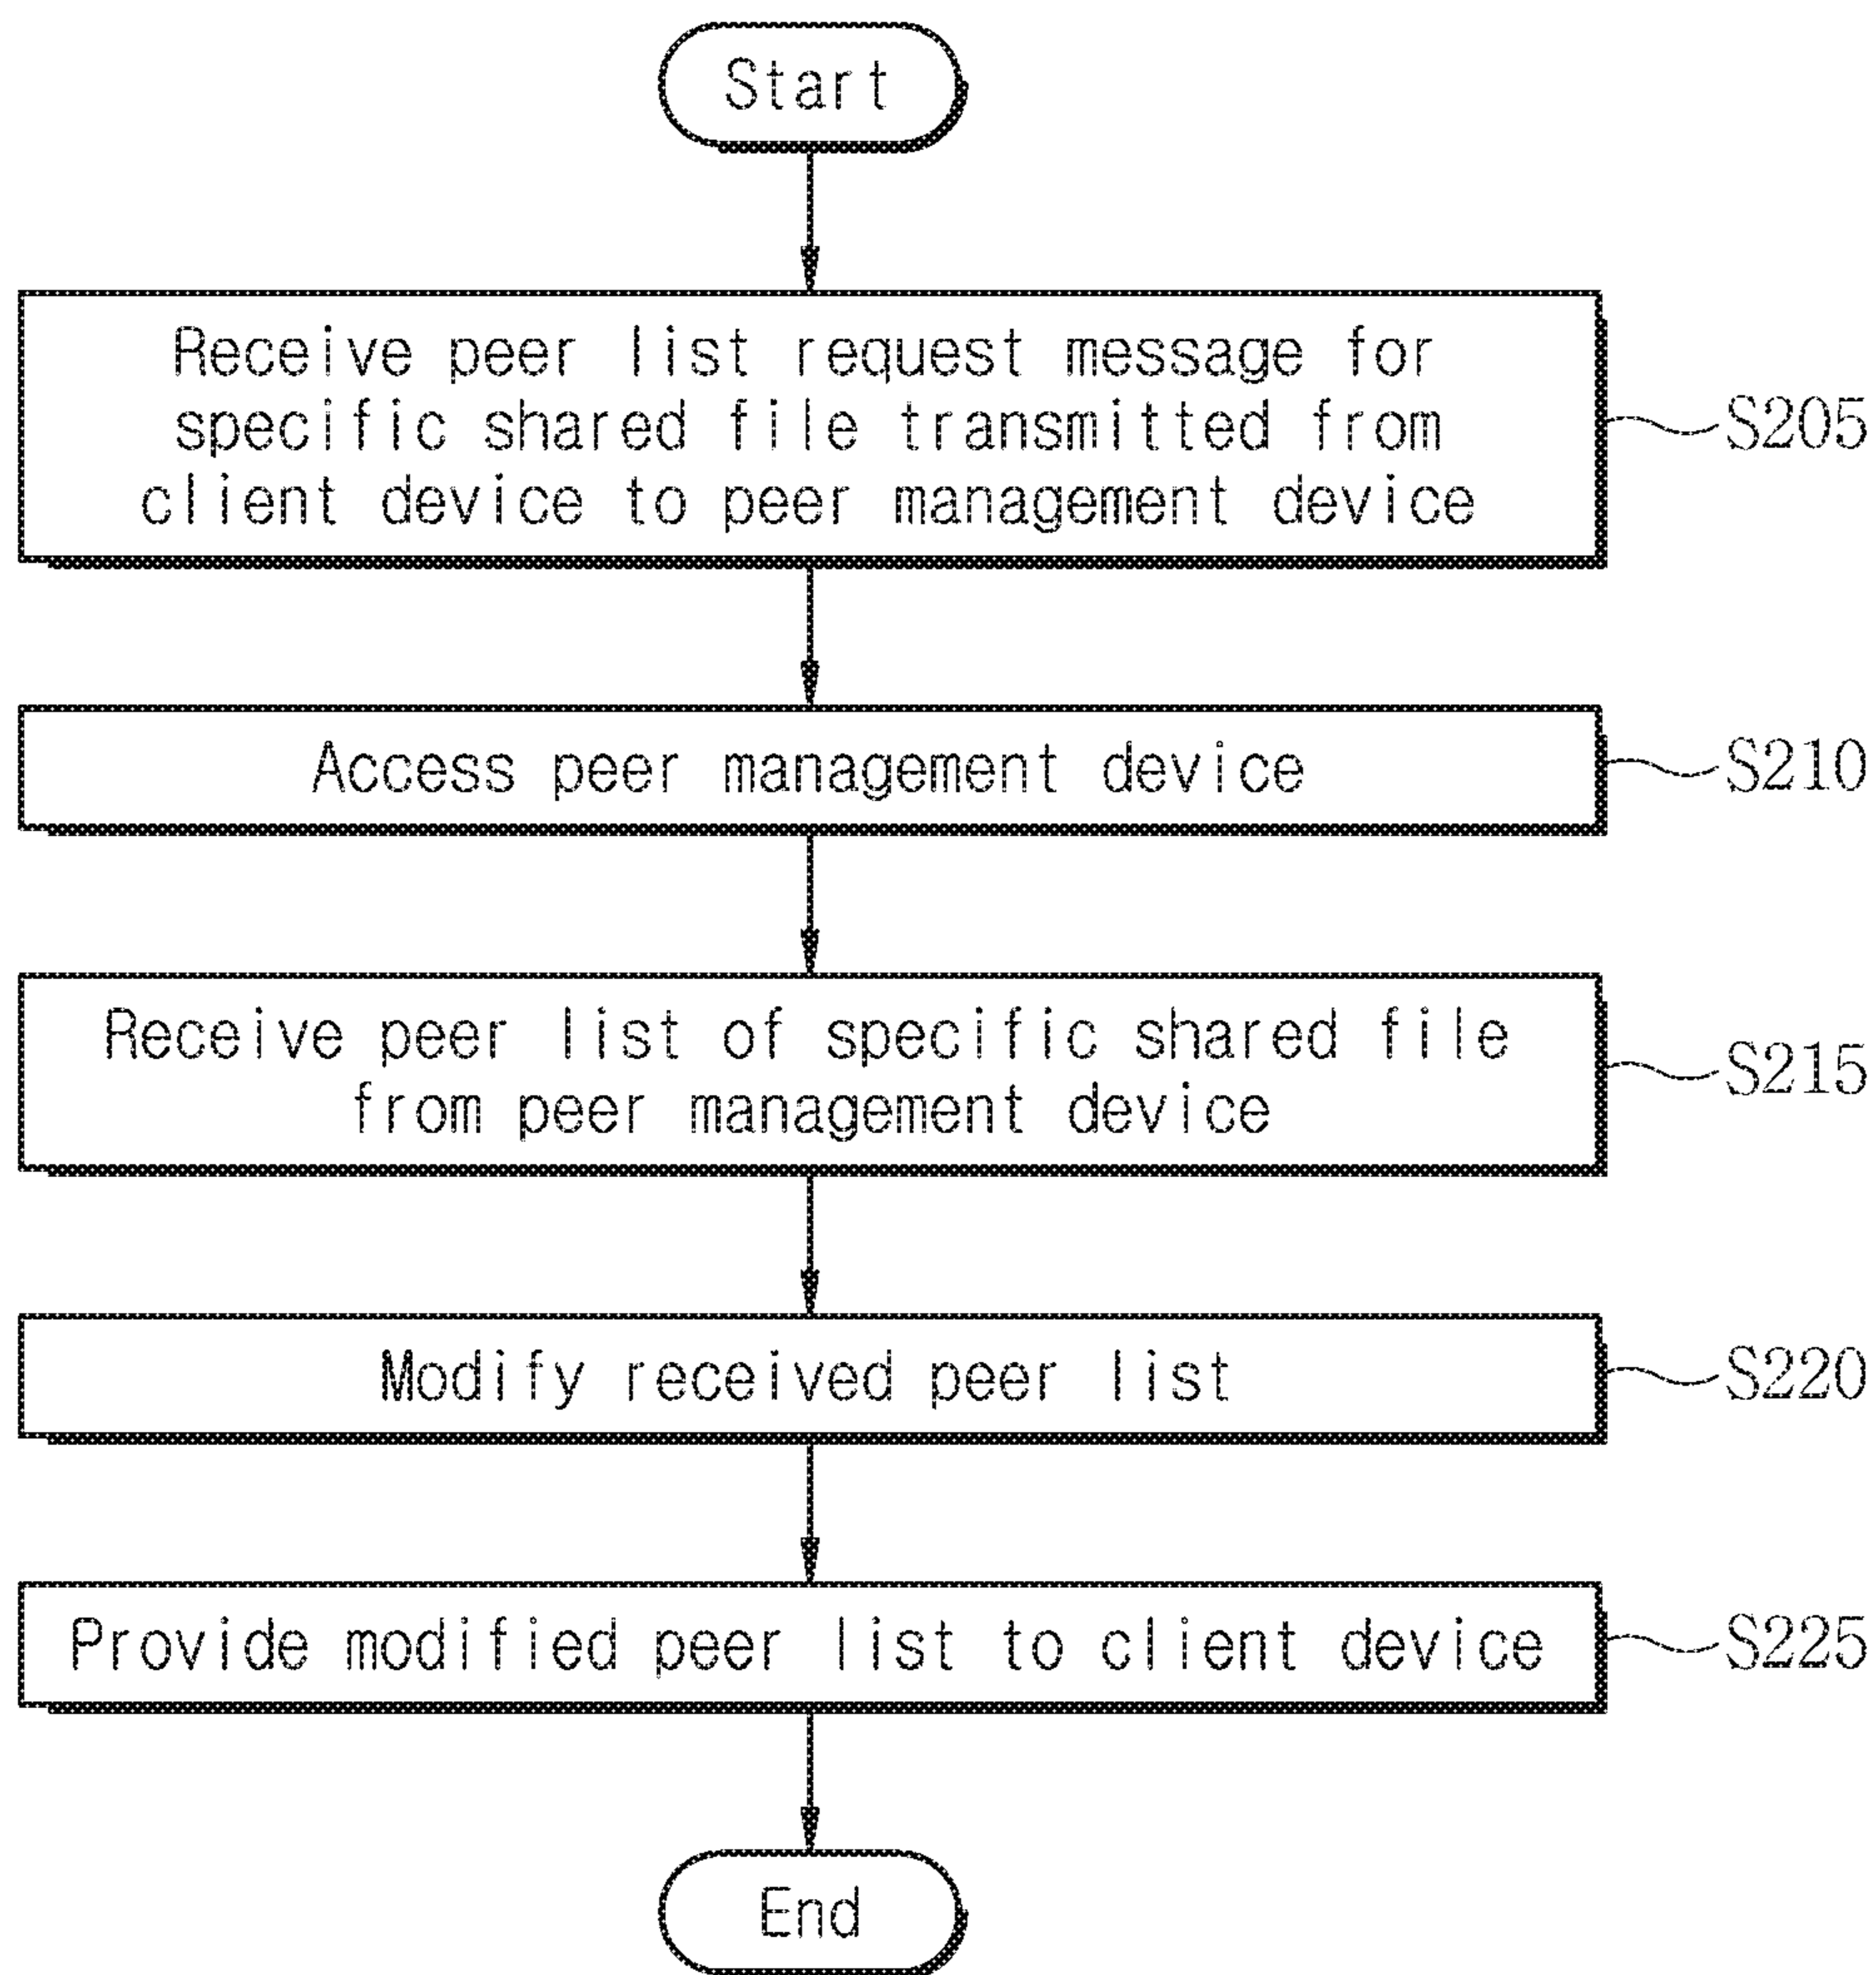 Start
Receive peer list request message for
specific shared file transmitted from
client device to peer management device
S205
Access peer management device
S210
Receive peer list of specific shared file
from peer management device
S215
Modify received peer list
S220
Provide modified peer list to client device
S225
End